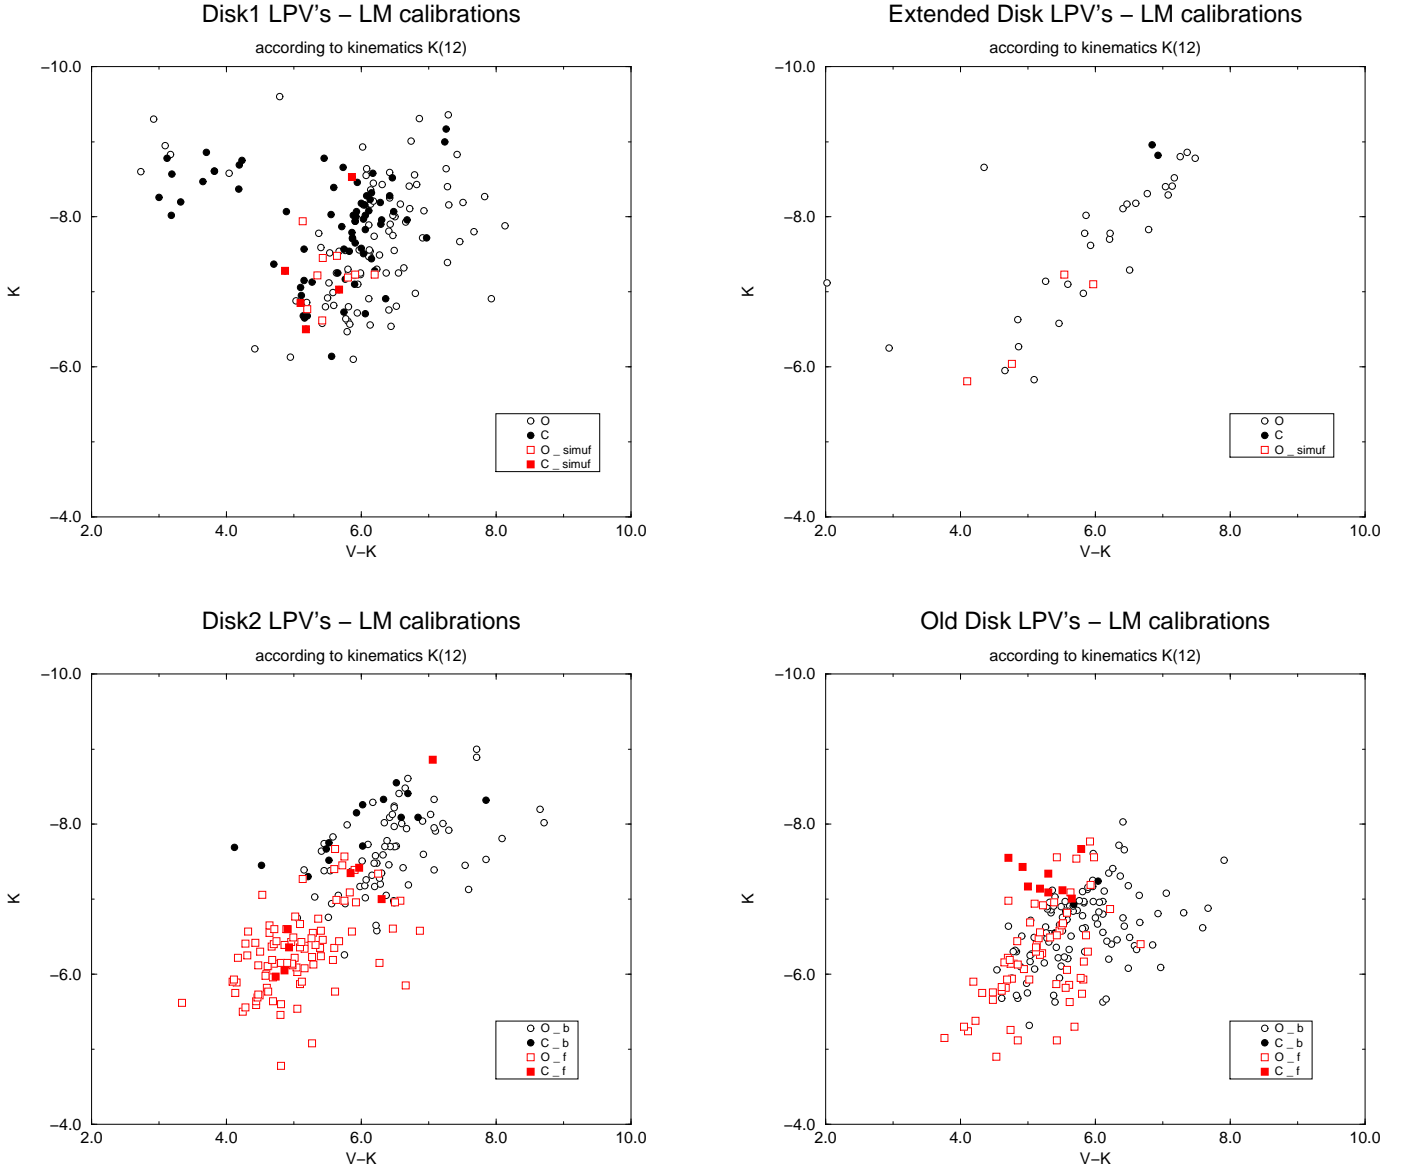 Disk1 LPV's – LM calibrations
according to kinematics K(12)
–10.0
–8.0
K
–6.0
–4.0
2.0 4.0 6.0 8.0 10.0
V–K
O
C
O _ simuf
C _ simuf
Extended Disk LPV's – LM calibrations
according to kinematics K(12)
–10.0
–8.0
K
–6.0
–4.0
2.0 4.0 6.0 8.0 10.0
V–K
O
C
O _ simuf
Disk2 LPV's – LM calibrations
according to kinematics K(12)
–10.0
–8.0
K
–6.0
–4.0
2.0 4.0 6.0 8.0 10.0
V–K
O _ b
C _ b
O _ f
C _ f
Old Disk LPV's – LM calibrations
according to kinematics K(12)
–10.0
–8.0
K
–6.0
–4.0
2.0 4.0 6.0 8.0 10.0
V–K
O _ b
C _ b
O _ f
C _ f